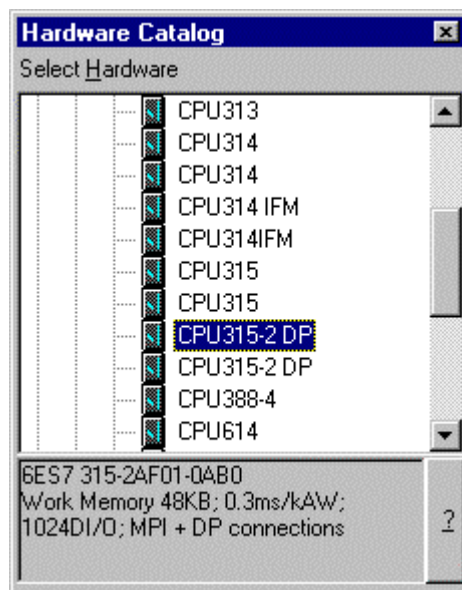 Hardware Catalog
Select Hardware
CPU313
CPU314
CPU314
CPU314 IFM
CPU314IFM
CPU315
CPU315
CPU315-2 DP
CPU315-2 DP
CPU388-4
CPU614
6ES7 315-2AF01-0AB0
Work Memory 48KB; 0.3ms/kAW;
1024DI/O; MPI + DP connections
?